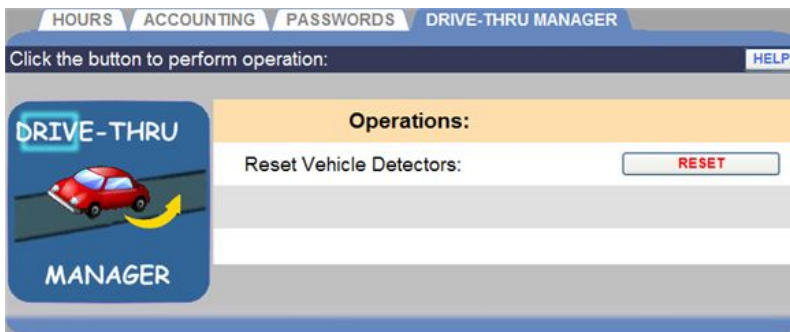 HOURS ACCOUNTING PASSWORDS DRIVE-THRU MANAGER
Click the button to perform operation: HELP
DRIVE-THRU
MANAGER
Operations:
Reset Vehicle Detectors: RESET